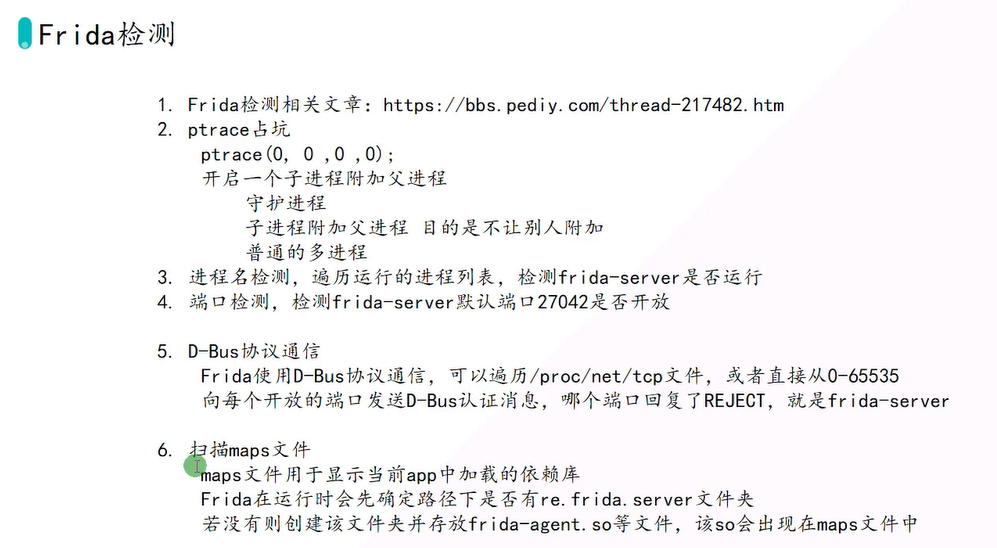 Frida检测
1. Frida检测相关文章：https://bbs.pediy.com/thread-217482.htm
2. ptrace占坑
ptrace(0, 0 ,0 ,0);
开启一个子进程附加父进程
守护进程
子进程附加父进程 目的是不让别人附加
普通的多进程
3. 进程名检测，遍历运行的进程列表，检测frida-server是否运行
4. 端口检测，检测frida-server默认端口27042是否开放
5. D-Bus协议通信
Frida使用D-Bus协议通信，可以遍历/proc/net/tcp文件，或者直接从0-65535
向每个开放的端口发送D-Bus认证消息，哪个端口回复了REJECT，就是frida-server
6. 扫描maps文件
maps文件用于显示当前app中加载的依赖库
Frida在运行时会先确定路径下是否有re.frida.server文件夹
若没有则创建该文件夹并存放frida-agent.so等文件，该so会出现在maps文件中